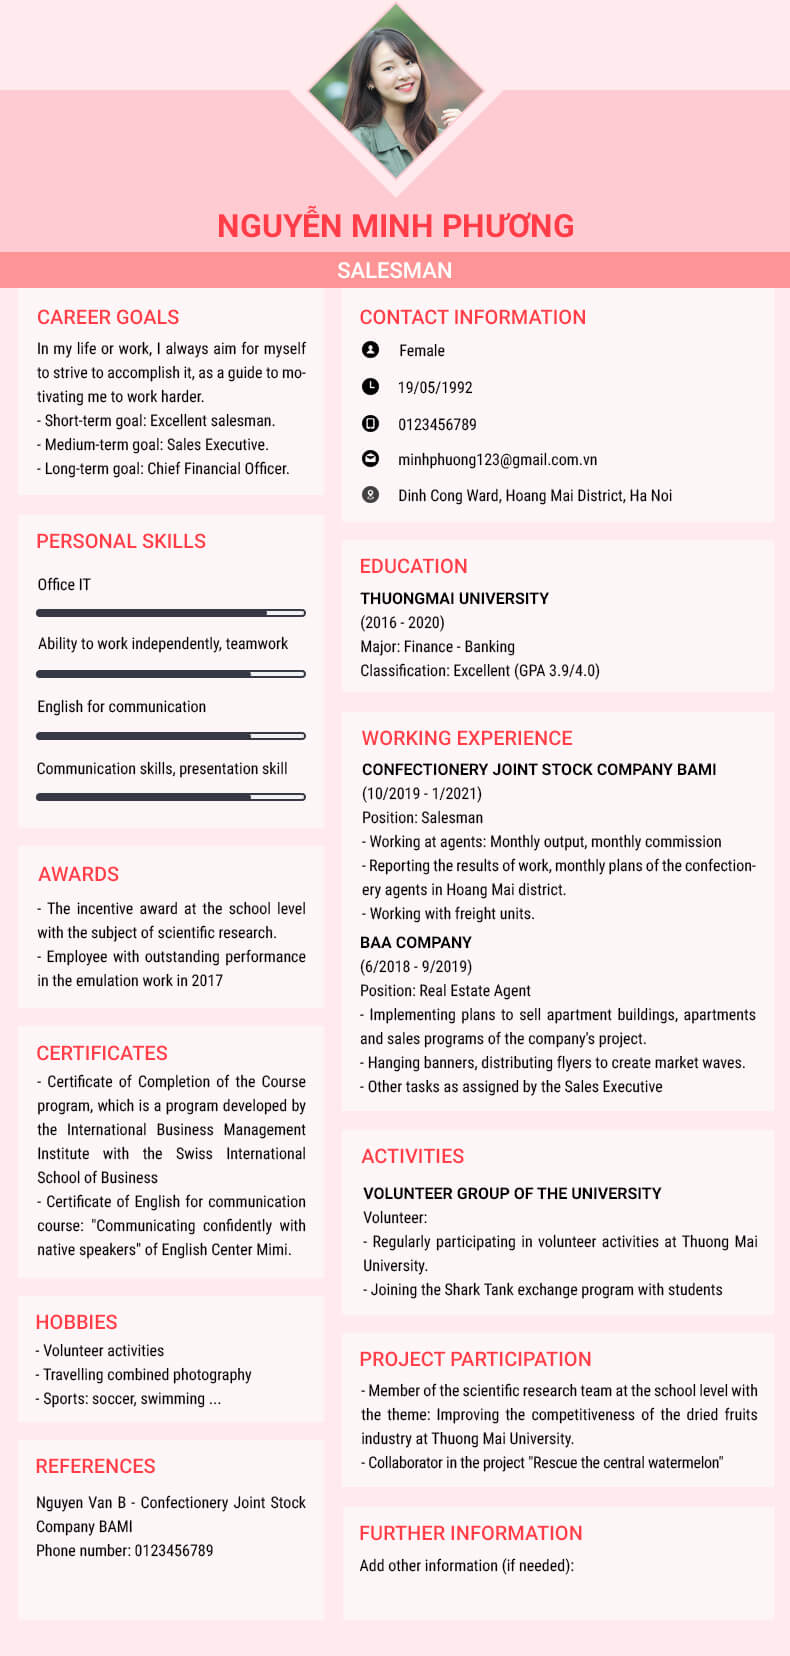 NGUYỄN MINH PHƯƠNG
SALESMAN
CAREER GOALS
In my life or work, I always aim for myself
to strive to accomplish it, as a guide to mo-
tivating me to work harder.
- Short-term goal: Excellent salesman.
- Medium-term goal: Sales Executive.
- Long-term goal: Chief Financial Officer.
PERSONAL SKILLS
Office IT
Ability to work independently, teamwork
English for communication
Communication skills, presentation skill
AWARDS
- The incentive award at the school level
with the subject of scientific research.
- Employee with outstanding performance
in the emulation work in 2017
CERTIFICATES
- Certificate of Completion of the Course
program, which is a program developed by
the International Business Management
Institute with the Swiss International
School of Business
- Certificate of English for communication
course: "Communicating confidently with
native speakers" of English Center Mimi.
HOBBIES
- Volunteer activities
- Travelling combined photography
- Sports: soccer, swimming ...
REFERENCES
Nguyen Van B - Confectionery Joint Stock
Company BAMI
Phone number: 0123456789
CONTACT INFORMATION
Female
19/05/1992
0123456789
minhphuong123@gmail.com.vn
Dinh Cong Ward, Hoang Mai District, Ha Noi
EDUCATION
THUONGMAI UNIVERSITY
(2016 - 2020)
Major: Finance - Banking
Classification: Excellent (GPA 3.9/4.0)
WORKING EXPERIENCE
CONFECTIONERY JOINT STOCK COMPANY BAMI
(10/2019 - 1/2021)
Position: Salesman
- Working at agents: Monthly output, monthly commission
- Reporting the results of work, monthly plans of the confection-
ery agents in Hoang Mai district.
- Working with freight units.
BAA COMPANY
(6/2018 - 9/2019)
Position: Real Estate Agent
- Implementing plans to sell apartment buildings, apartments
and sales programs of the company's project.
- Hanging banners, distributing flyers to create market waves.
- Other tasks as assigned by the Sales Executive
ACTIVITIES
VOLUNTEER GROUP OF THE UNIVERSITY
Volunteer:
- Regularly participating in volunteer activities at Thuong Mai
University.
- Joining the Shark Tank exchange program with students
PROJECT PARTICIPATION
- Member of the scientific research team at the school level with
the theme: Improving the competitiveness of the dried fruits
industry at Thuong Mai University.
- Collaborator in the project "Rescue the central watermelon"
FURTHER INFORMATION
Add other information (if needed):